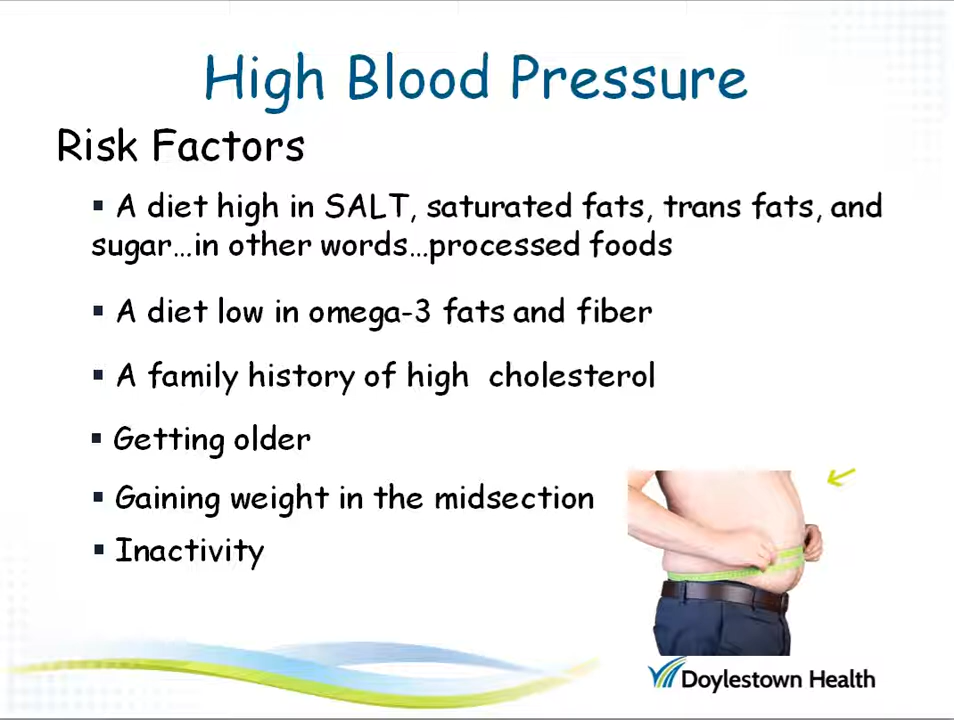 High Blood Pressure
Risk Factors
▪ A diet high in SALT, saturated fats, trans fats, and
sugar…in other words…processed foods
▪ A diet low in omega-3 fats and fiber
▪ A family history of high  cholesterol
▪ Getting older
▪ Gaining weight in the midsection
▪ Inactivity
Doylestown Health